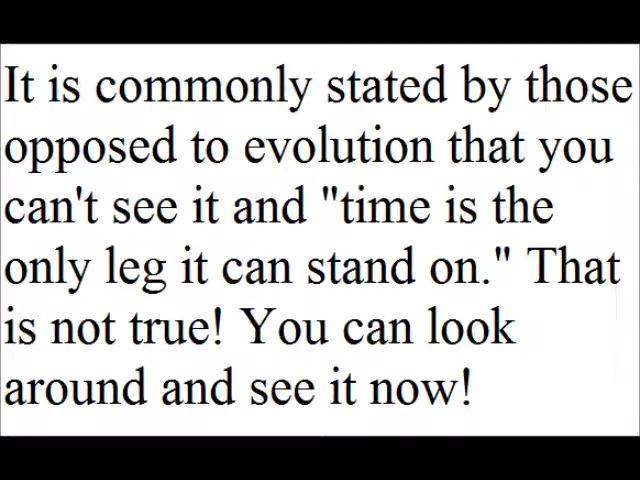 It is commonly stated by those
opposed to evolution that you
can't see it and "time is the
only leg it can stand on." That
is not true! You can look
around and see it now!